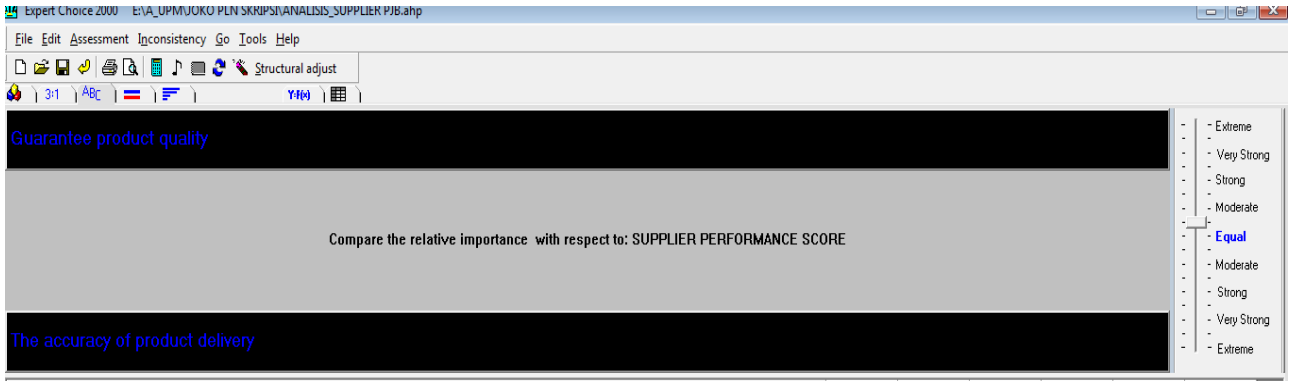 Expert Choice 2000 E:\A_UPM\JOKO PLN SKRIPSI\ANALISIS_SUPPLIER PJB.ahp
File Edit Assessment Inconsistency Go Tools Help
Structural adjust
3:1 ABC Y:f(x)
Guarantee product quality
Compare the relative importance with respect to: SUPPLIER PERFORMANCE SCORE
The accuracy of product delivery
Extreme
Very Strong
Strong
Moderate
Equal
Moderate
Strong
Very Strong
Extreme